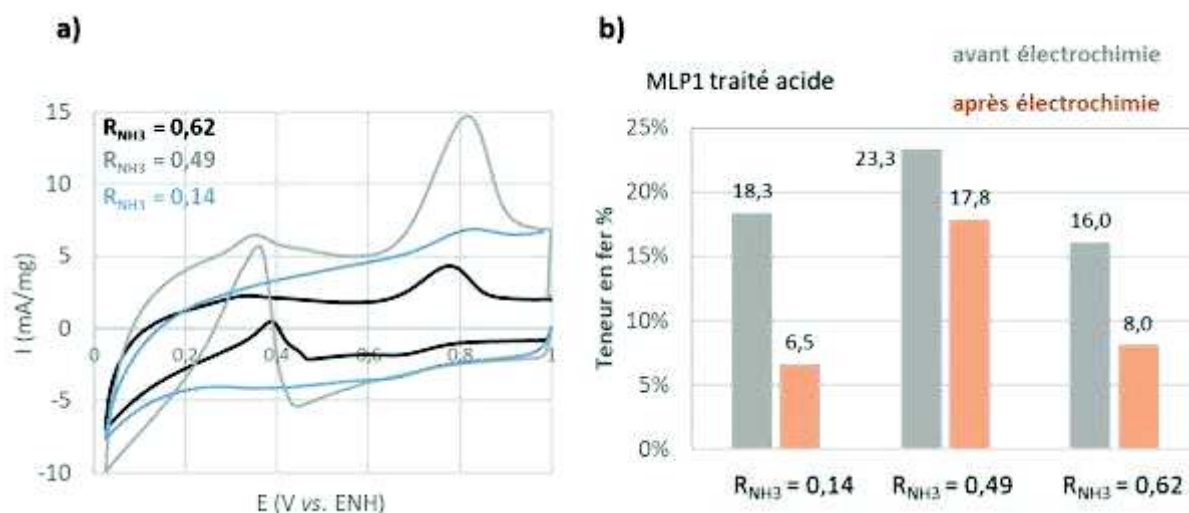 a)
R_NH3 = 0,62
R_NH3 = 0,49
R_NH3 = 0,14
15
10
5
0
-5
-10
0
0,2
0,4
0,6
0,8
1
I (mA/mg)
E (V vs. ENH)
b)
avant électrochimie
MLP1 traité acide
après électrochimie
25%
20%
15%
10%
5%
0%
Teneur en fer %
18,3
6,5
23,3
17,8
16,0
8,0
R_NH3 = 0,14
R_NH3 = 0,49
R_NH3 = 0,62